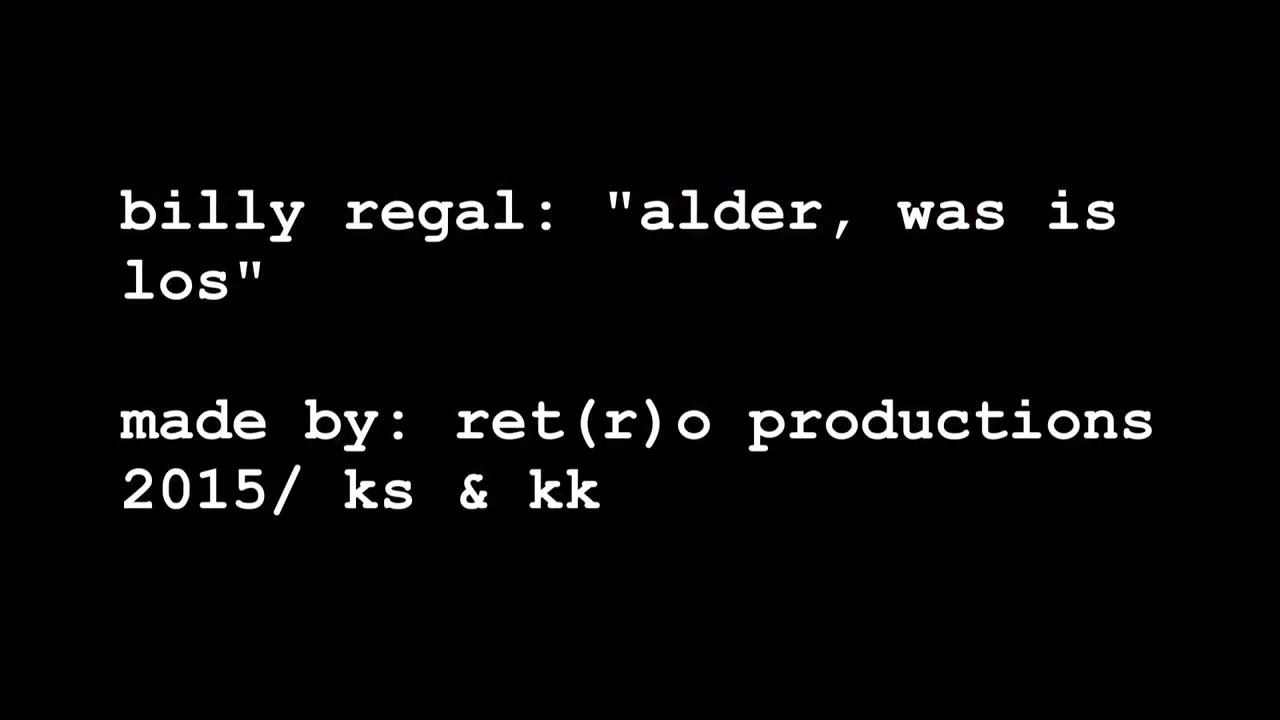 billy regal: "alder, was is
los"
made by: ret(r)o productions
2015/ ks & kk